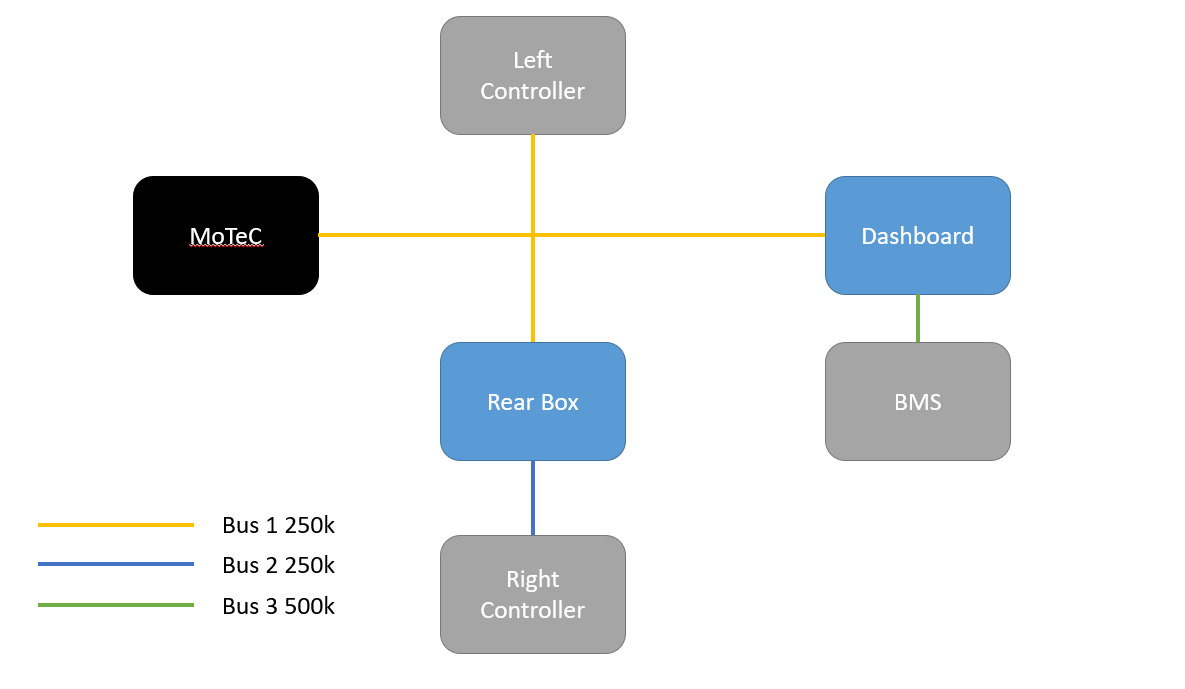 Left
Controller
MoTeC
Dashboard
Rear Box
BMS
Bus 1 250k
Bus 2 250k
Bus 3 500k
Right
Controller